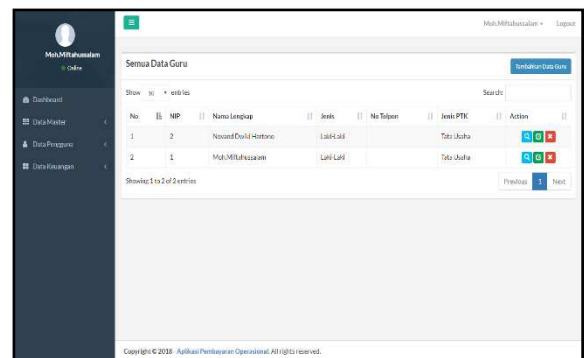 Moh.Miftahussalam
Logout
Moh.Miftahussalam
Online
Semua Data Guru
Tambahkan Data Guru
Show 10 entries
Search:
Dashboard
Data Master
Data Pengguna
Data Keuangan
No NIP Nama Lengkap Jenis No Telpon Jenis PTK Action
1 2 Novand Hartono Laki-Laki Tata Usaha
2 1 Moh.Miftahussalam Laki-Laki Tata Usaha
Showing 1 to 2 of 2 entries
Previous 1 Next
Copyright © 2018 - Aplikasi Pembayaran Operasional. All rights reserved.